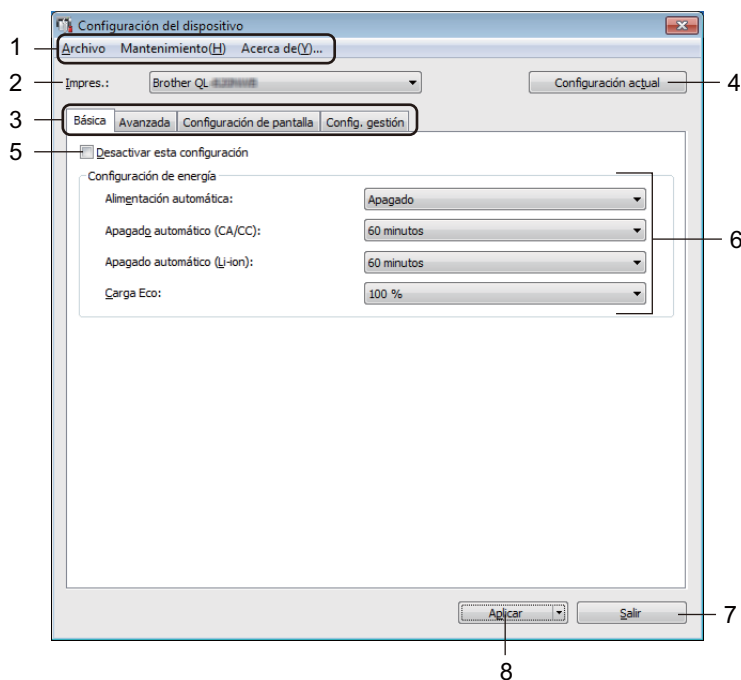 Configuración del dispositivo
1
Archivo Mantenimiento(H) Acerca de(Y)...
2
Impres.: Brother QL
Configuración actual
4
3
Básica Avanzada Configuración de pantalla Config. gestión
5
Desactivar esta configuración
Configuración de energía
Alimentación automática: Apagado
Apagado automático (CA/CC): 60 minutos
6
Apagado automático (Li-ion): 60 minutos
Carga Eco: 100 %
Aplicar Salir
7
8